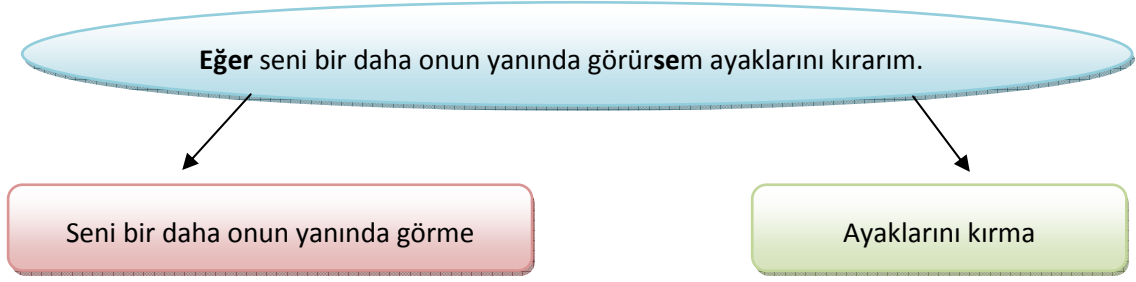 Eğer seni bir daha onun yanında görürsem ayaklarını kırarım.
Seni bir daha onun yanında görme
Ayaklarını kırma